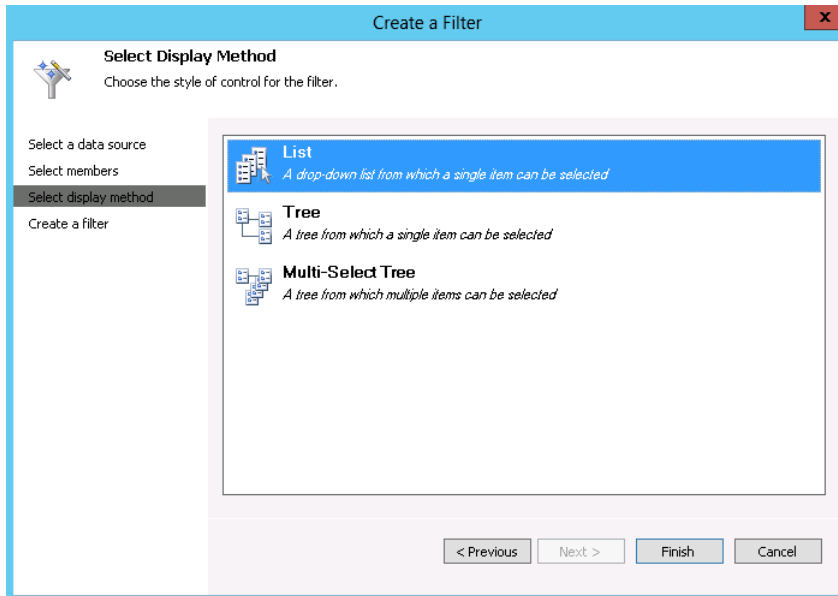 Create a Filter
x
Select Display Method
Choose the style of control for the filter.
Select a data source
Select members
Select display method
Create a filter
List
A drop-down list from which a single item can be selected
Tree
A tree from which a single item can be selected
Multi-Select Tree
A tree from which multiple items can be selected
< Previous
Next >
Finish
Cancel